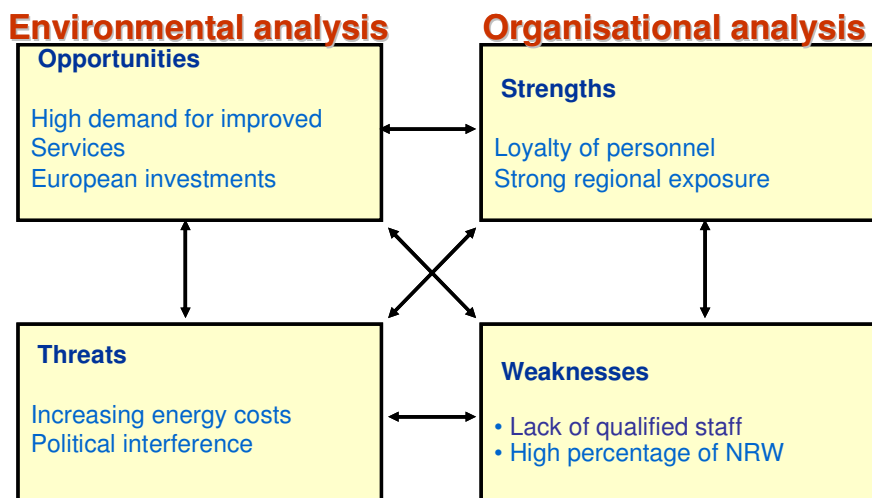 Environmental analysis
Opportunities
High demand for improved
Services
European investments
Organisational analysis
Strengths
Loyalty of personnel
Strong regional exposure
Threats
Increasing energy costs
Political interference
Weaknesses
• Lack of qualified staff
• High percentage of NRW